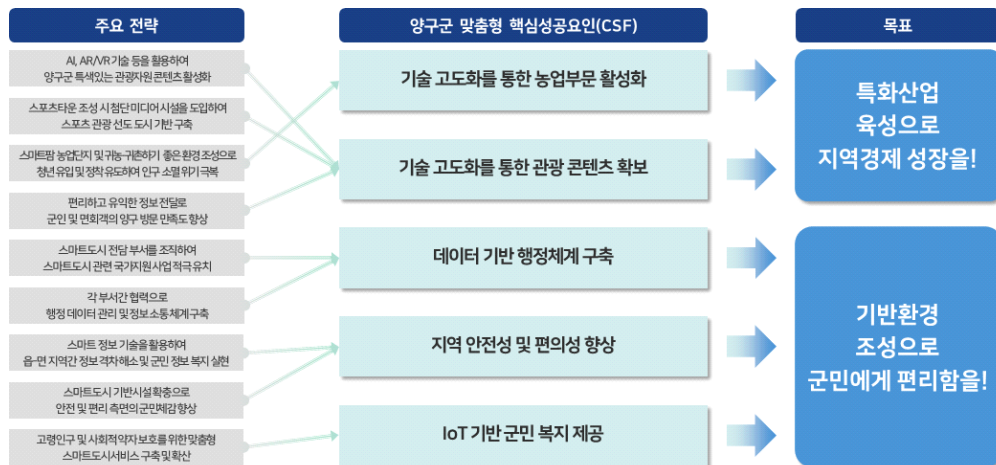 주요 전략
AI, AR/VR 기술 등을 활용하여
양구군 특색있는 관광자원 콘텐츠 활성화
스포츠타운 조성 시 첨단 미디어 시설을 도입하여
스포츠 관광 선도 도시 기반 구축
스마트팜 농업단지 및 귀농·귀촌하기 좋은 환경 조성으로
청년 유입 및 정착 유도하여 인구 소멸 위기 극복
편리하고 유익한 정보 전달로
군인 및 면회객의 양구 방문 만족도 향상
스마트도시 전담 부서를 조직하여
스마트도시 관련 국가지원 사업 적극 유치
각 부서간 협력으로
행정 데이터 관리 및 정보 소통 체계 구축
스마트 정보 기술을 활용하여
읍·면 지역간 정보 격차 해소 및 군민 정보 복지 실현
스마트도시 기반시설 확충으로
안전 및 편리 측면의 군민체감 향상
고령인구 및 사회적약자 보호를 위한 맞춤형
스마트도시서비스 구축 및 확산
양구군 맞춤형 핵심성공요인(CSF)
기술 고도화를 통한 농업부문 활성화
기술 고도화를 통한 관광 콘텐츠 확보
데이터 기반 행정체계 구축
지역 안전성 및 편의성 향상
IoT 기반 군민 복지 제공
목표
특화산업
육성으로
지역경제 성장을!
기반환경
조성으로
군민에게 편리함을!